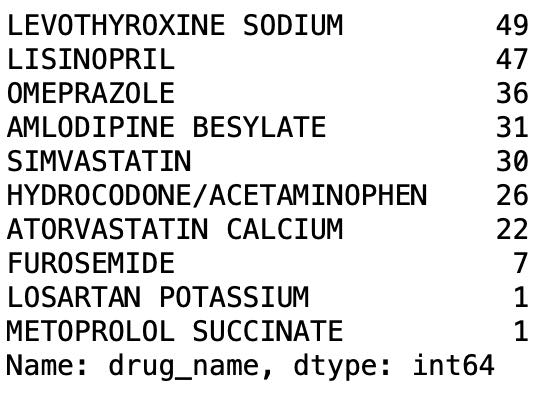 LEVOTHYROXINE SODIUM 49
LISINOPRIL 47
OMEPRAZOLE 36
AMLODIPINE BESYLATE 31
SIMVASTATIN 30
HYDROCODONE/ACETAMINOPHEN 26
ATORVASTATIN CALCIUM 22
FUROSEMIDE 7
LOSARTAN POTASSIUM 1
METOPROLOL SUCCINATE 1
Name: drug_name, dtype: int64